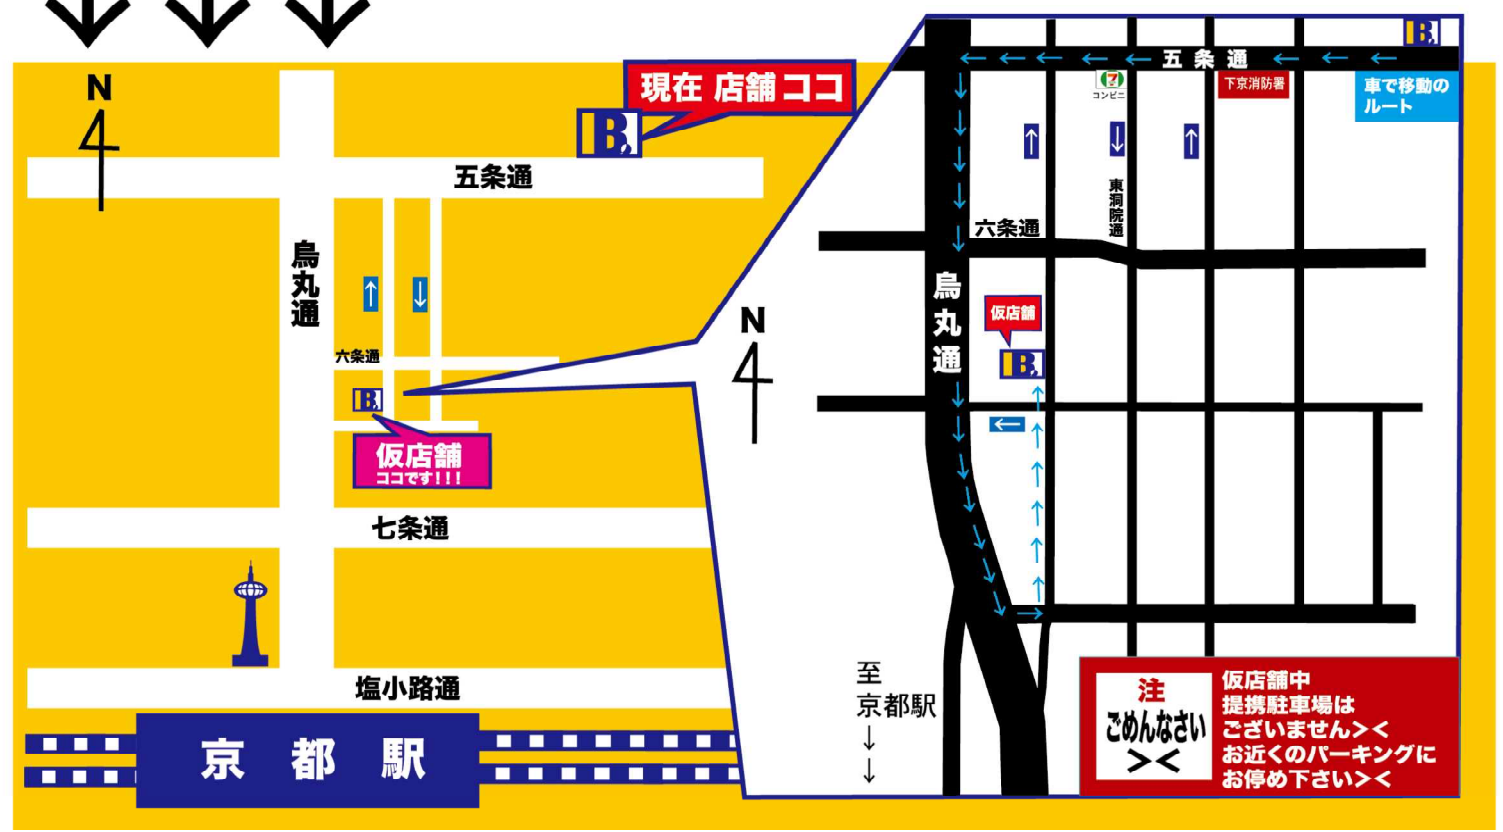 N
現在 店舗 ココ
B,
五条通
烏丸通
↑
↓
六条通
B,
仮店舗
ココです!!!
七条通
塩小路通
京都駅
B,
← ← ← ← ← 五条通 ← ← ←
7
コンビニ
下京消防署
車で移動の
ルート
↑
↓
↑
東洞院通
六条通
烏丸通
N
仮店舗
B,
←
至
京都駅
↓
↓
注
ごめんなさい
><
仮店舗中
提携駐車場は
ございません><
お近くのパーキングに
お停め下さい><